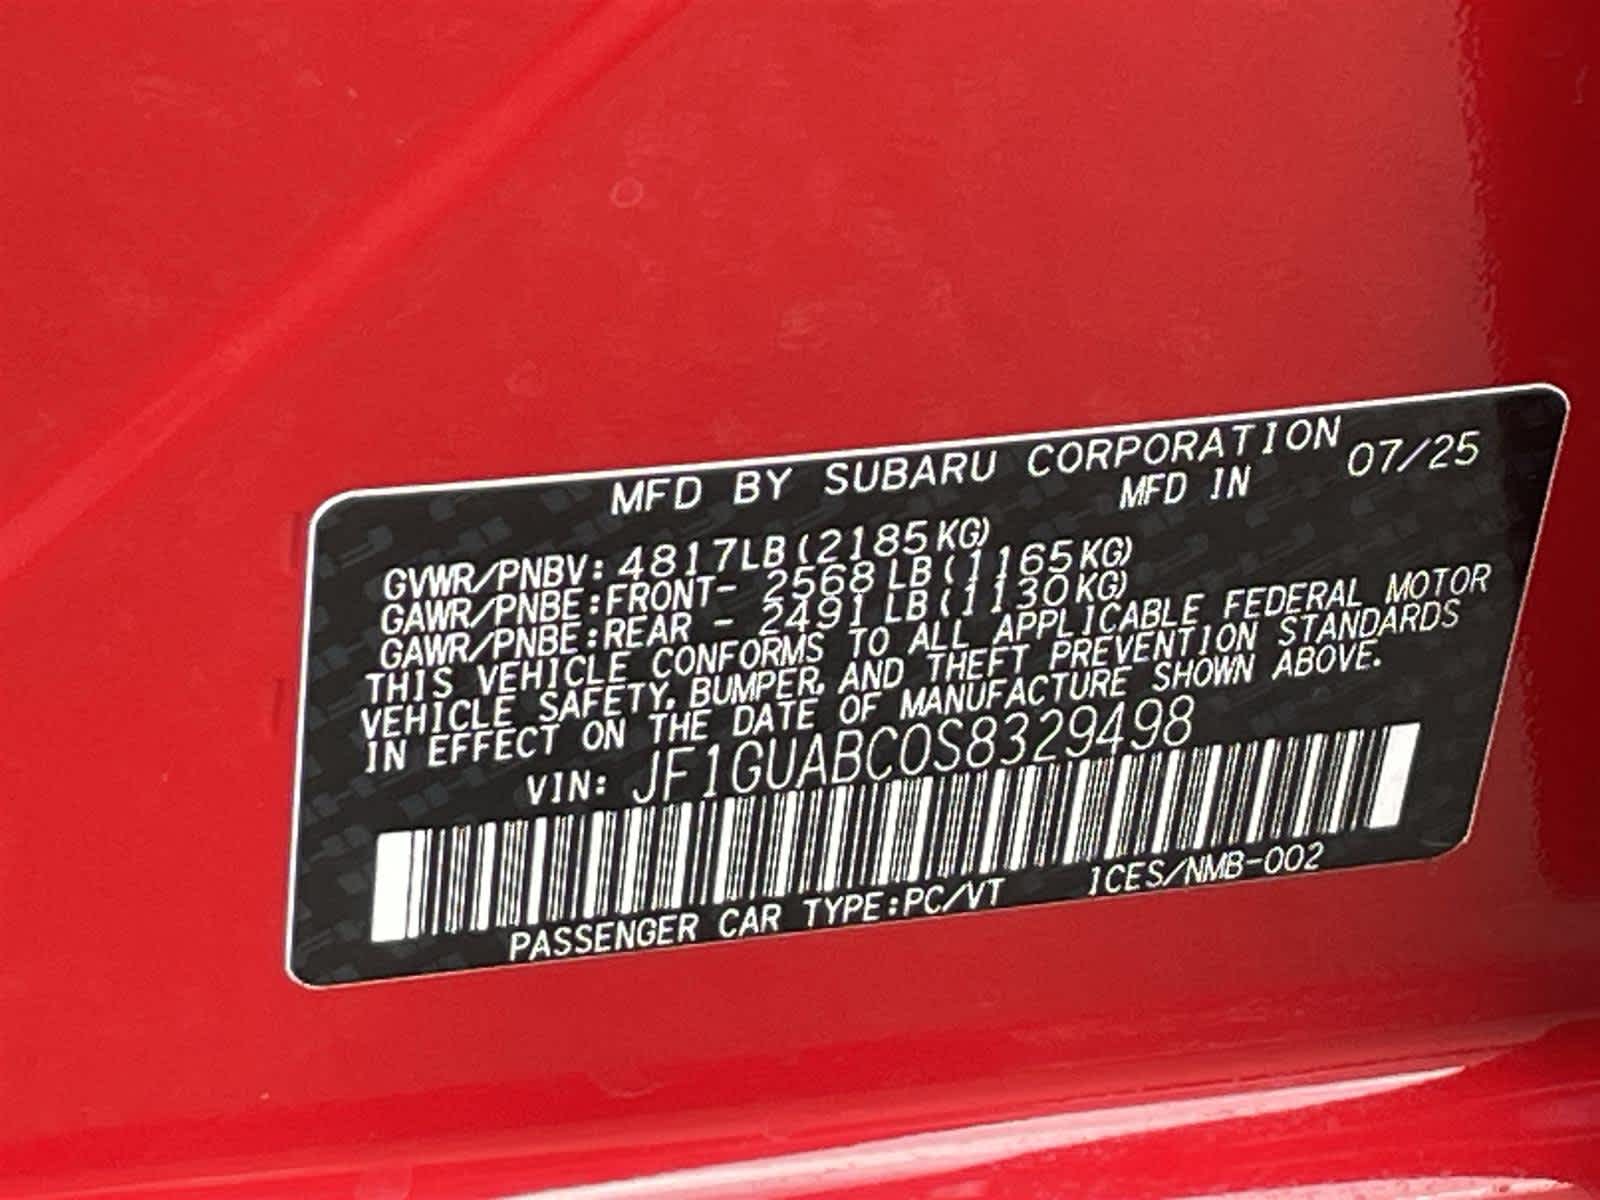 MFD BY SUBARU CORPORATION
MFD IN 07/25
GVWR/PNBV: 4817LB(2185KG)
GAWR/PNBE:FRONT- 2568LB(1165KG)
GAWR/PNBE:REAR - 2491LB(1130KG)
THIS VEHICLE CONFORMS TO ALL APPLICABLE FEDERAL MOTOR
VEHICLE SAFETY, BUMPER, AND THEFT PREVENTION STANDARDS
IN EFFECT ON THE DATE OF MANUFACTURE SHOWN ABOVE.
VIN: JF1GUABC0S8329498
PASSENGER CAR TYPE:PC/VT ICES/NMB-002